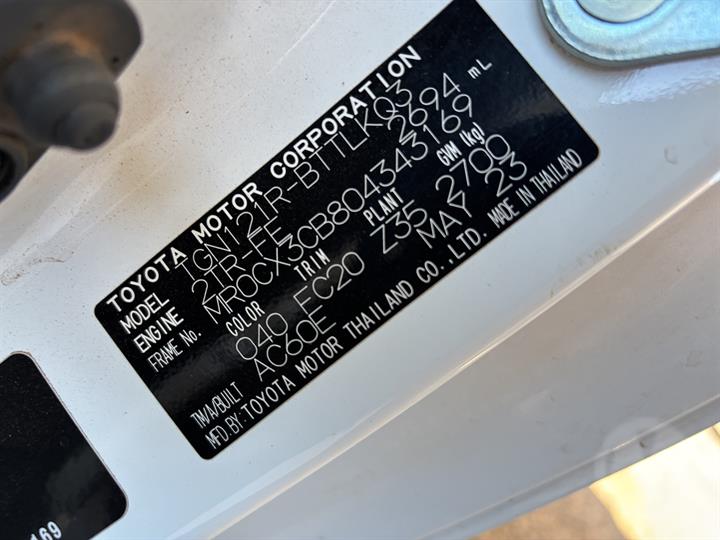 TOYOTA MOTOR CORPORATION
MODEL TGN121R-BTTLKQ3
ENGINE 2TR-FE 2694 mL
FRAME No. MR0CX3CB804343169
COLOR TRIM PLANT GVM (kg)
040 FC20 Z35 2700
TM/A/BUILT AC60E MAY 23
MFD.BY:TOYOTA MOTOR THAILAND CO.,LTD. MADE IN THAILAND
169